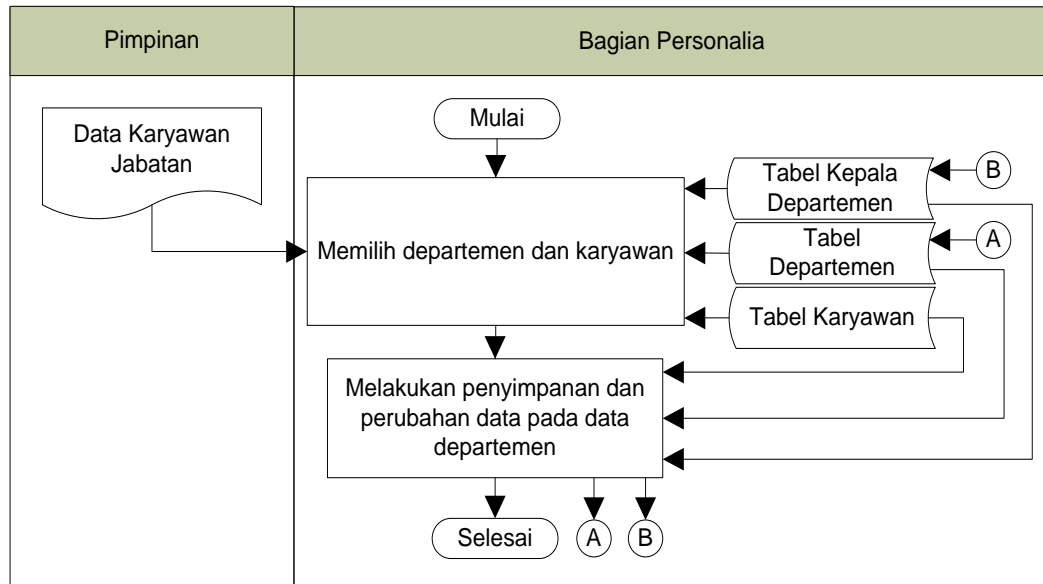 Pimpinan
Bagian Personalia
Data Karyawan
Jabatan
Mulai
Memilih departemen dan karyawan
Tabel Kepala
Departemen
B
Tabel
Departemen
A
Tabel Karyawan
Melakukan penyimpanan dan
perubahan data pada data
departemen
Selesai
A
B